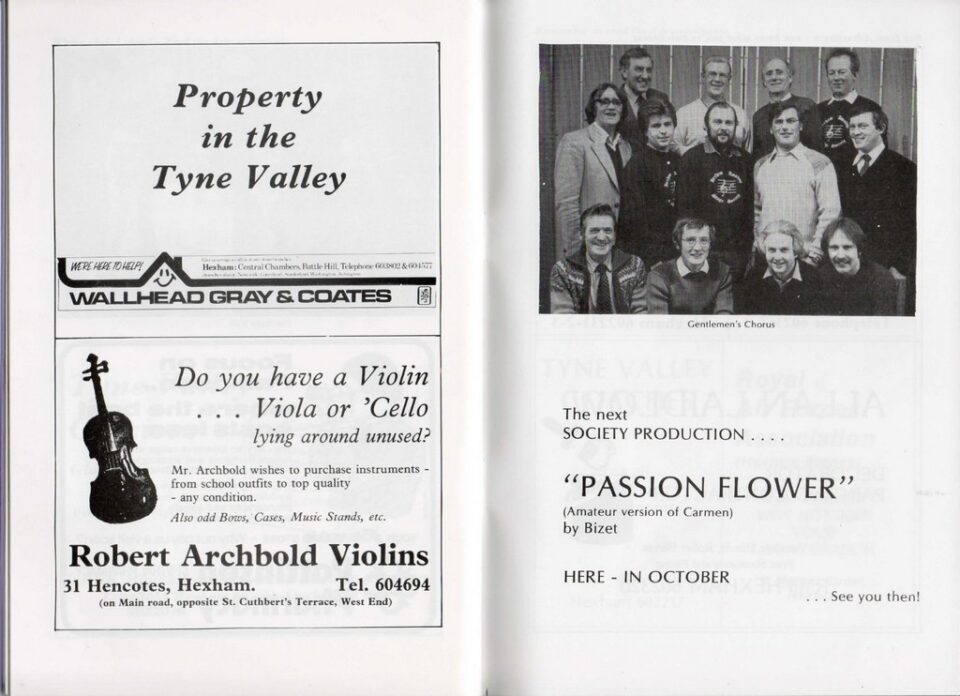 Property
in the
Tyne Valley
WE'RE HERE TO HELP!
Hexham: Central Chambers, Battle Hill, Telephone 603802 & 604577
WALLHEAD GRAY & COATES
Do you have a Violin
. . . . Viola or 'Cello
lying around unused?
Mr. Archbold wishes to purchase instruments -
from school outfits to top quality
- any condition.
Also odd Bows, Cases, Music Stands, etc.
Robert Archbold Violins
31 Hencotes, Hexham. Tel. 604694
(on Main road, opposite St. Cuthbert's Terrace, West End)
Gentlemen's Chorus
The next
SOCIETY PRODUCTION . . . .
“PASSION FLOWER”
(Amateur version of Carmen)
by Bizet
HERE - IN OCTOBER
. . . See you then!